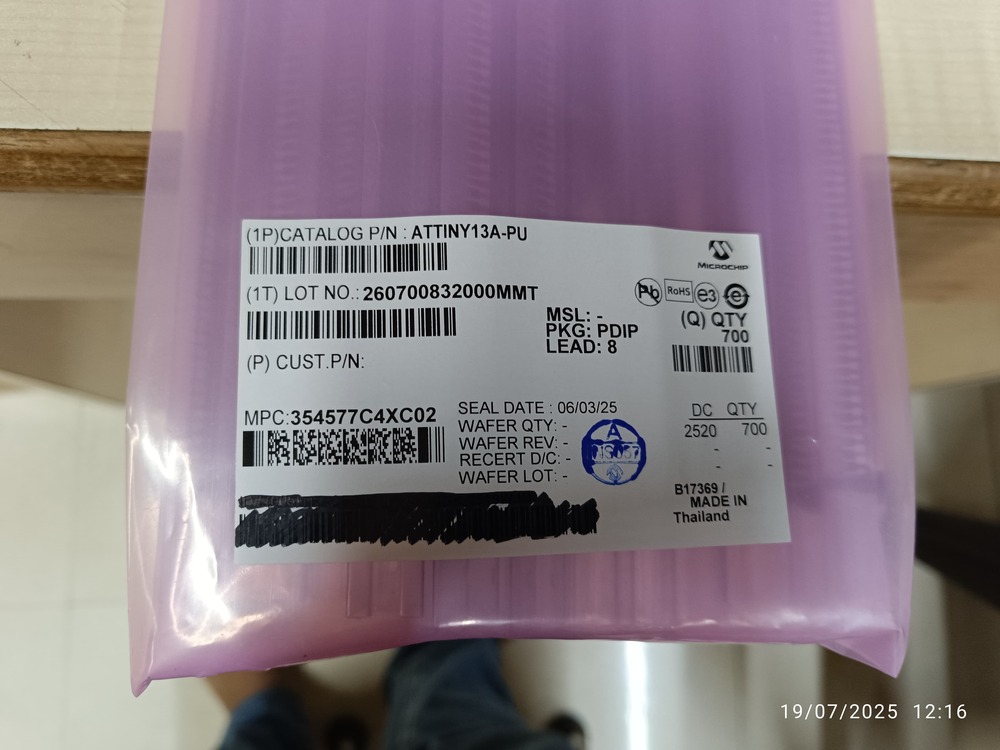 (1P)CATALOG P/N : ATTINY13A-PU
MICROCHIP
(1T) LOT NO.: 260700832000MMT
Pb RoHS e3 e
MSL: -
PKG: PDIP
LEAD: 8
(Q) QTY
700
(P) CUST.P/N:
MPC:354577C4XC02
SEAL DATE : 06/03/25
WAFER QTY: -
WAFER REV: -
RECERT D/C: -
WAFER LOT: -
A
DC QTY
2520 700
- -
- -
B17369 /
MADE IN
Thailand
19/07/2025 12:16